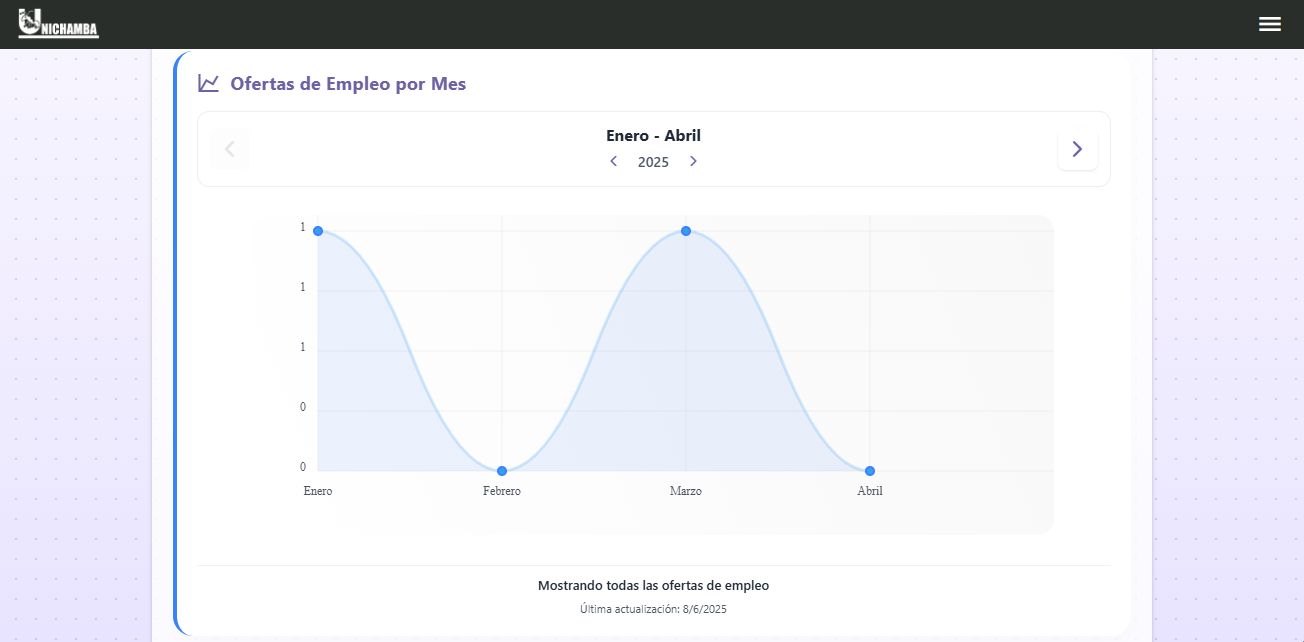 UNICHAMBA
Ofertas de Empleo por Mes
Enero - Abril
2025
1
1
1
0
0
Enero Febrero Marzo Abril
Mostrando todas las ofertas de empleo
Última actualización: 8/6/2025